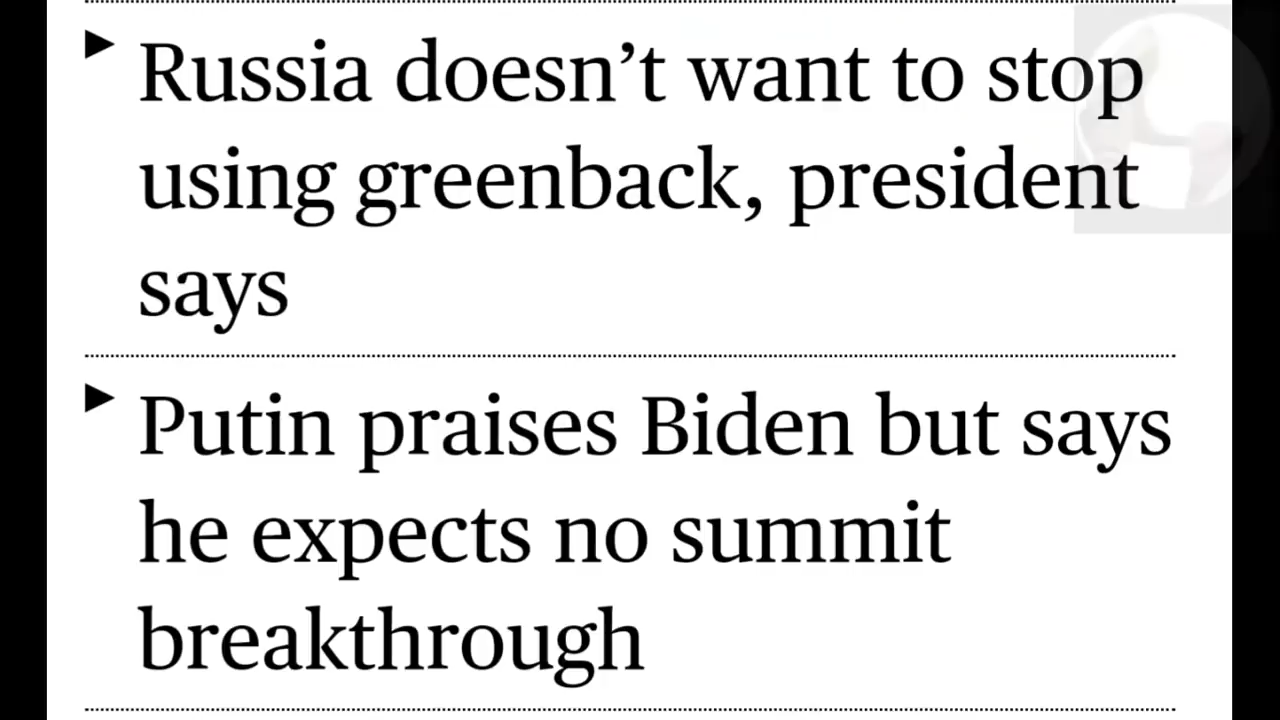 Russia doesn’t want to stop
using greenback, president
says
Putin praises Biden but says
he expects no summit
breakthrough